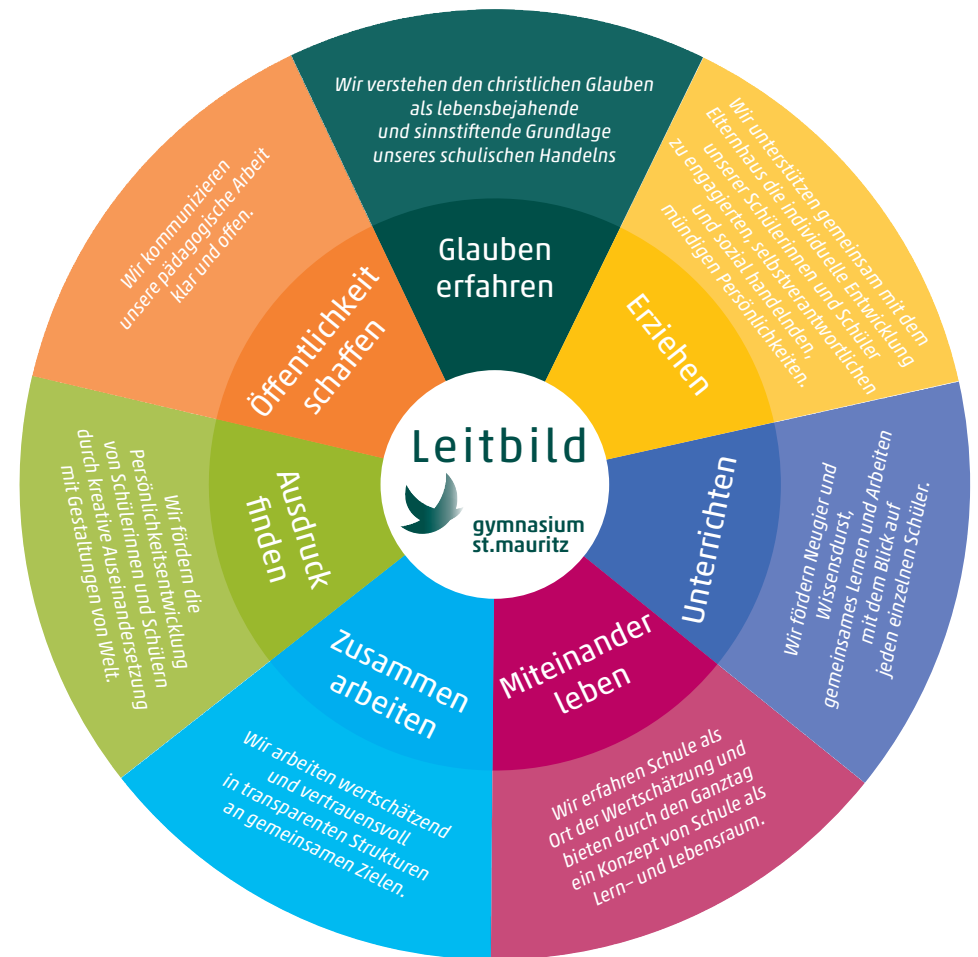 Leitbild
gymnasium
st.mauritz
Glauben
erfahren
Wir verstehen den christlichen Glauben
als lebensbejahende
und sinnstiftende Grundlage
unseres schulischen Handelns
Erziehen
Wir unterstützen gemeinsam mit dem
Elternhaus die individuelle Entwicklung
unserer Schülerinnen und Schüler
zu engagierten, selbstverantwortlichen
und sozial handelnden,
mündigen Persönlichkeiten.
Unterrichten
Wir fördern Neugier und
Wissensdurst,
gemeinsames Lernen und Arbeiten
mit dem Blick auf
jeden einzelnen Schüler.
Miteinander
leben
Wir erfahren Schule als
Ort der Wertschätzung und
bieten durch den Ganztag
ein Konzept von Schule als
Lern- und Lebensraum.
Zusammen
arbeiten
Wir arbeiten wertschätzend
und vertrauensvoll
in transparenten Strukturen
an gemeinsamen Zielen.
Ausdruck
finden
Wir fördern die
Persönlichkeitsentwicklung
von Schülerinnen und Schülern
durch kreative Auseinandersetzung
mit Gestaltungen von Welt.
Öffentlichkeit
schaffen
Wir kommunizieren
unsere pädagogische Arbeit
klar und offen.